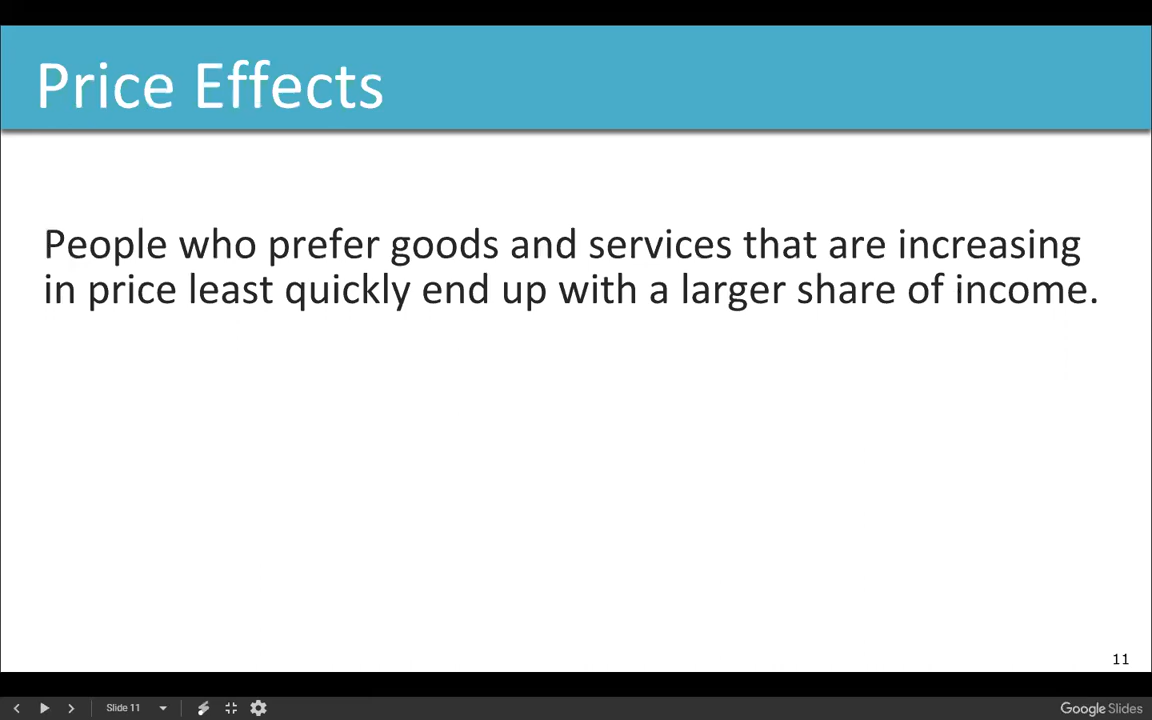 Price Effects
People who prefer goods and services that are increasing
in price least quickly end up with a larger share of income.
11
Slide 11
Google Slides